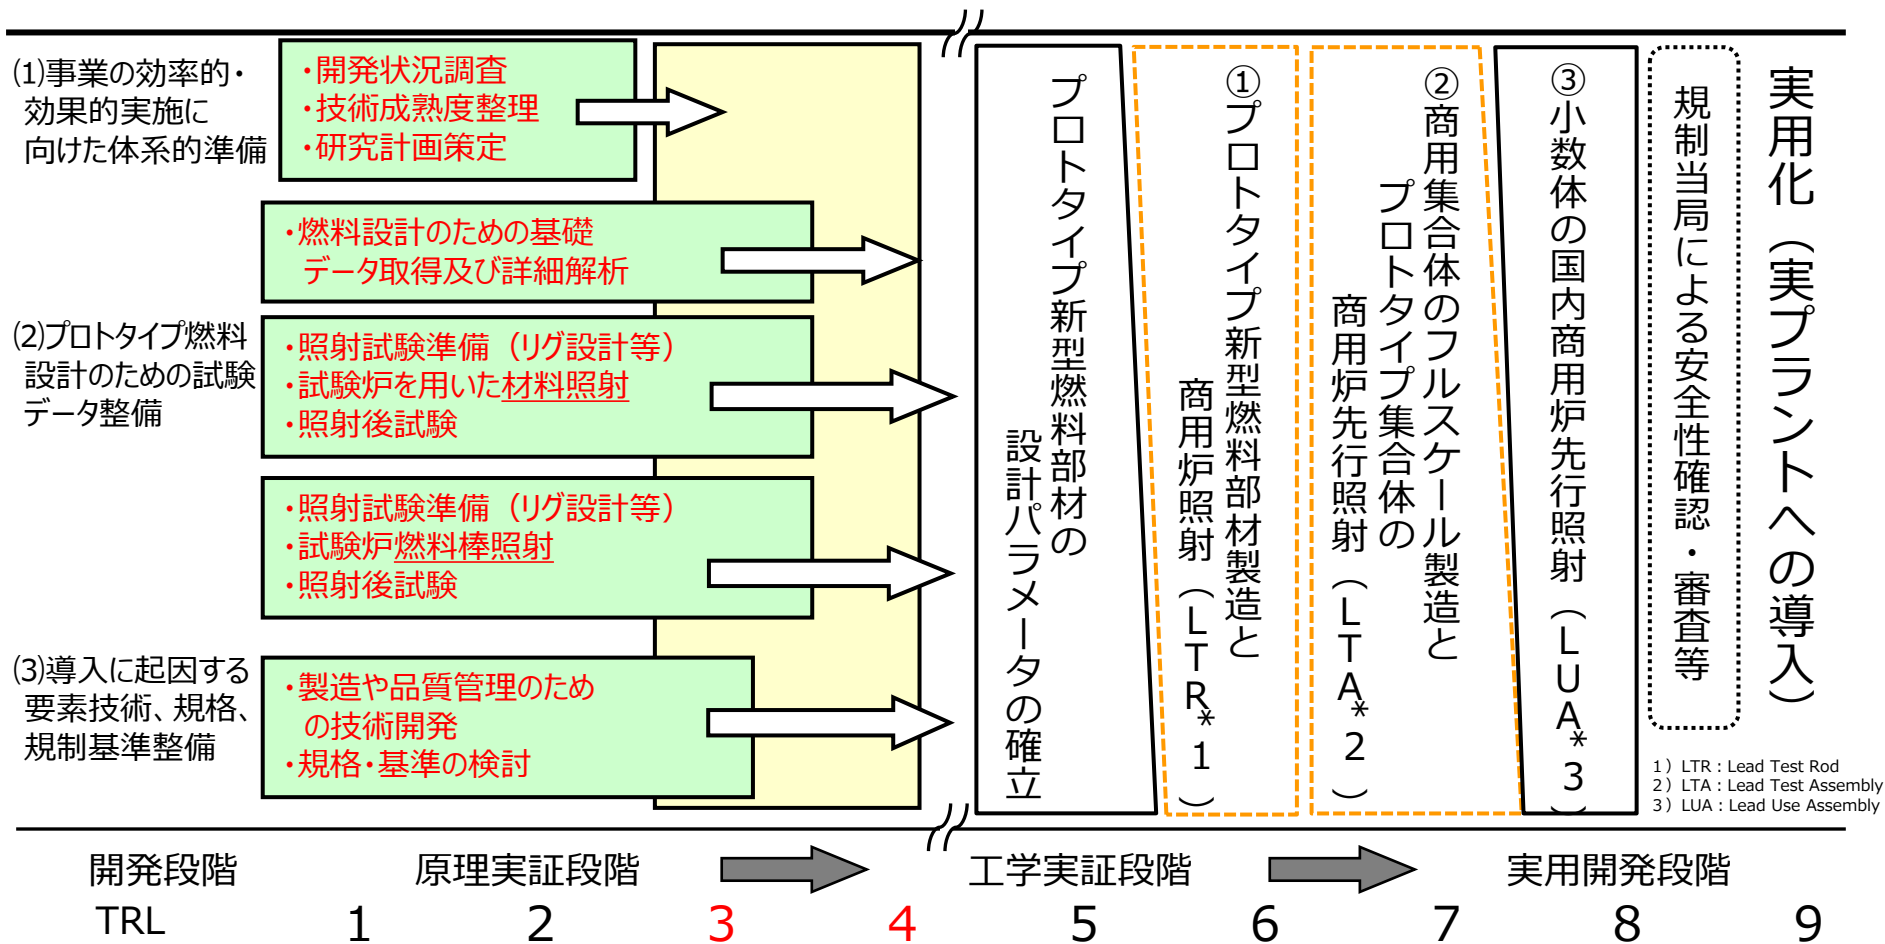 ⑴事業の効率的・
効果的実施に
向けた体系的準備
・開発状況調査
・技術成熟度整理
・研究計画策定
・燃料設計のための基礎
データ取得及び詳細解析
⑵プロトタイプ燃料
設計のための試験
データ整備
・照射試験準備（リグ設計等）
・試験炉を用いた材料照射
・照射後試験
・照射試験準備（リグ設計等）
・試験炉燃料棒照射
・照射後試験
⑶導入に起因する
要素技術、規格、
規制基準整備
・製造や品質管理のため
の技術開発
・規格・基準の検討
プロトタイプ新型燃料部材の
設計パラメータの確立
①プロトタイプ新型燃料部材製造と
商用炉照射（LTR*1）
②商用集合体のフルスケール製造と
プロトタイプ集合体の
商用炉先行照射（LTA*2）
③小数体の国内商用炉先行照射（LUA*3）
規制当局による安全性確認・審査等
実用化（実プラントへの導入）
1）LTR：Lead Test Rod
2）LTA：Lead Test Assembly
3）LUA：Lead Use Assembly
開発段階 原理実証段階 工学実証段階 実用開発段階
TRL 1 2 3 4 5 6 7 8 9